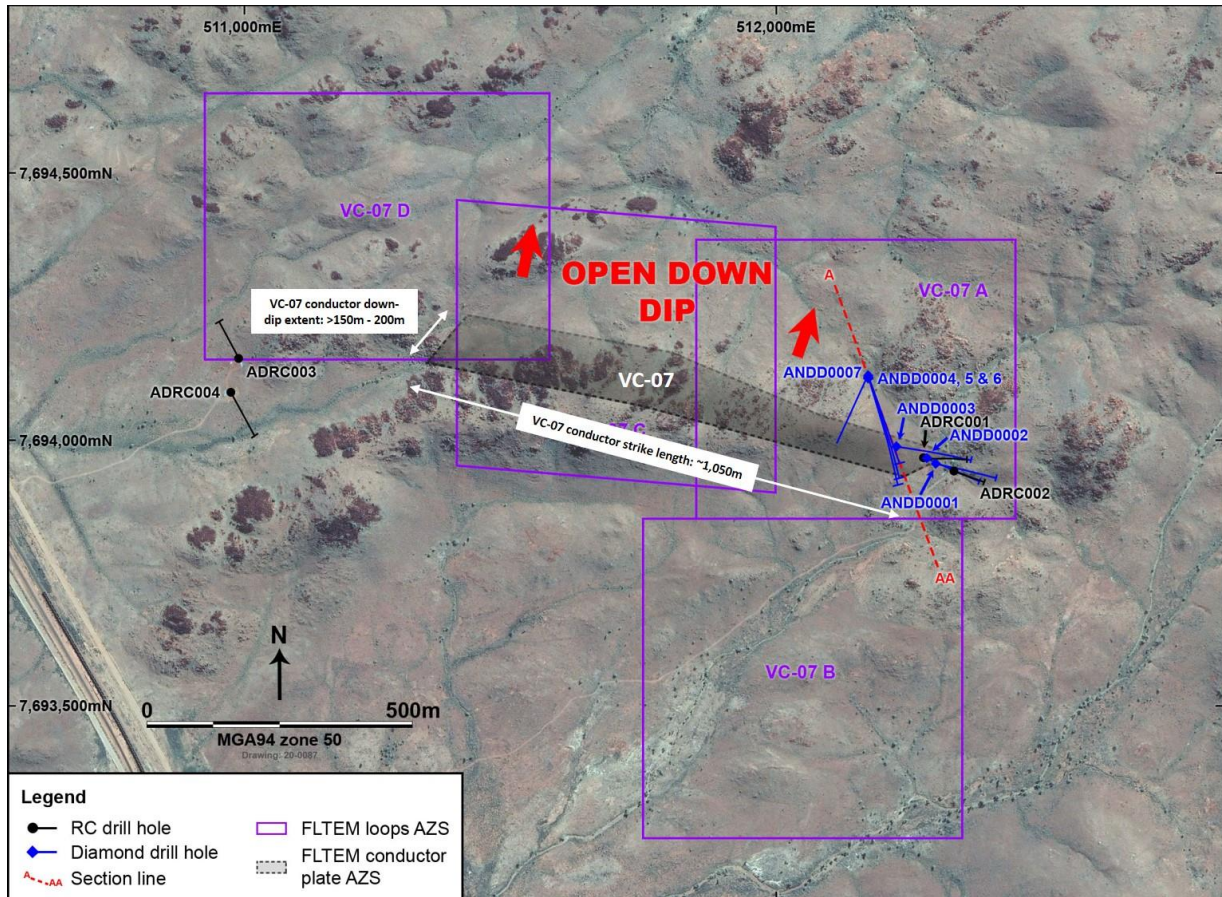 511,000mE
512,000mE
7,694,500mN
VC-07 D
A
VC-07 A
OPEN DOWN
DIP
VC-07 conductor down-
dip extent: >150m - 200m
ADRC003
ADRC004
VC-07
ANDD0007
ANDD0004, 5 & 6
ANDD0003
ADRC001
ANDD0002
7,694,000mN
VC-07 conductor strike length: ~1,050m
ANDD0001
ADRC002
AA
VC-07 B
N
7,693,500mN
0
500m
MGA94 zone 50
Drawing: 20-0087
Legend
RC drill hole
Diamond drill hole
A AA Section line
FLTEM loops AZS
FLTEM conductor
plate AZS